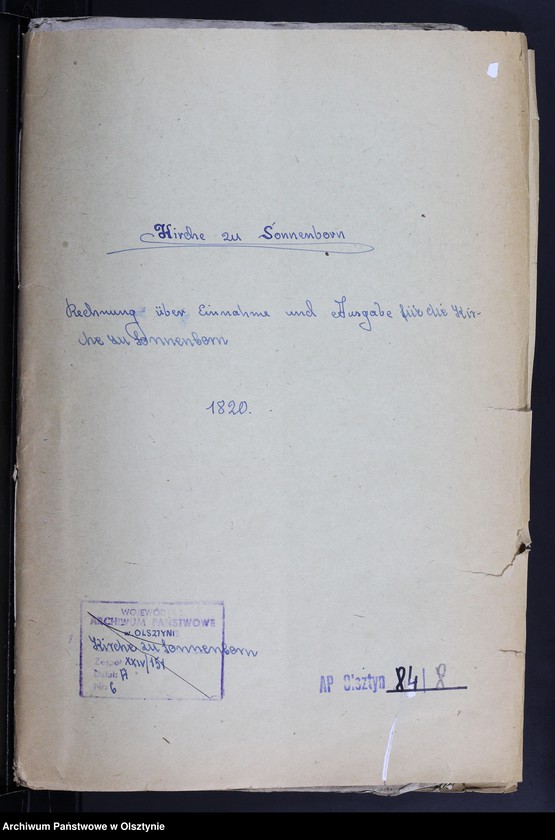 Kirche zu Sonnenborn
Rechnung über Einnahme und Ausgabe für die Kir-
che zu Sonnenborn
1820.
WOJEWÓDZKIE
ARCHIWUM PAŃSTWOWE
w OLSZTYNIE
Kirche zu Sonnenborn
Zespół XXIV/151
Dział: A
Nr: 6
AP Olsztyn 84/8
Archiwum Państwowe w Olsztynie